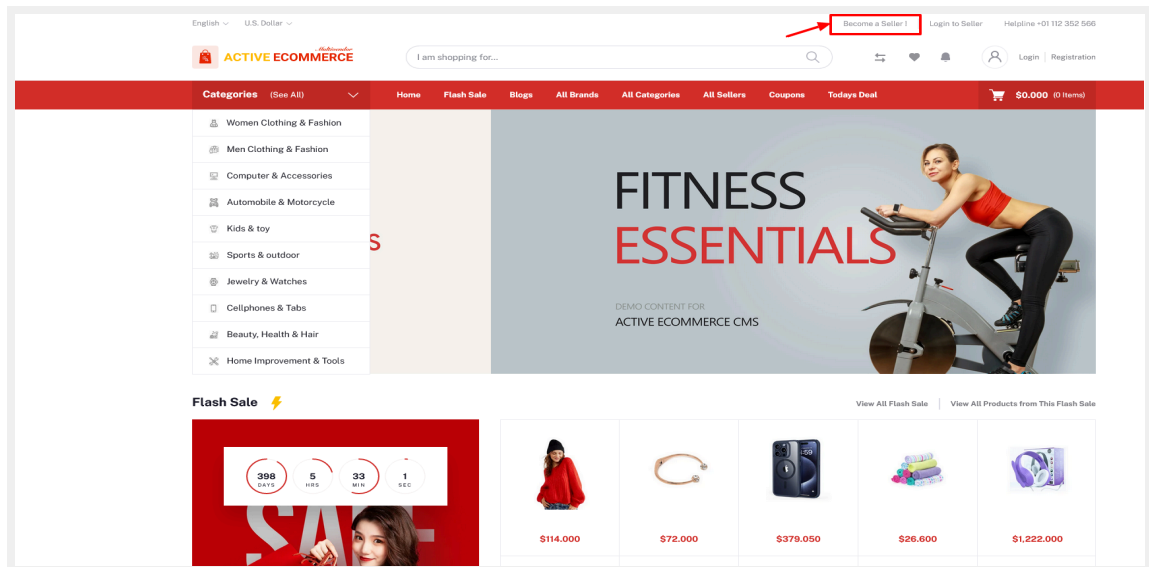 English U.S. Dollar Become a Seller ! Login to Seller Helpline +01 112 352 566
Multivendor
ACTIVE ECOMMERCE I am shopping for... Login Registration
Categories (See All) Home Flash Sale Blogs All Brands All Categories All Sellers Coupons Todays Deal $0.000 (0 Items)
Women Clothing & Fashion
Men Clothing & Fashion
Computer & Accessories
Automobile & Motorcycle
Kids & toy
Sports & outdoor
Jewelry & Watches
Cellphones & Tabs
Beauty, Health & Hair
Home Improvement & Tools
S
FITNESS
ESSENTIALS
DEMO CONTENT FOR
ACTIVE ECOMMERCE CMS
Flash Sale View All Flash Sale View All Products from This Flash Sale
398 5 33 1
DAYS HRS MIN SEC
SALE
$114.000 $72.000 $379.050 $26.600 $1,222.000